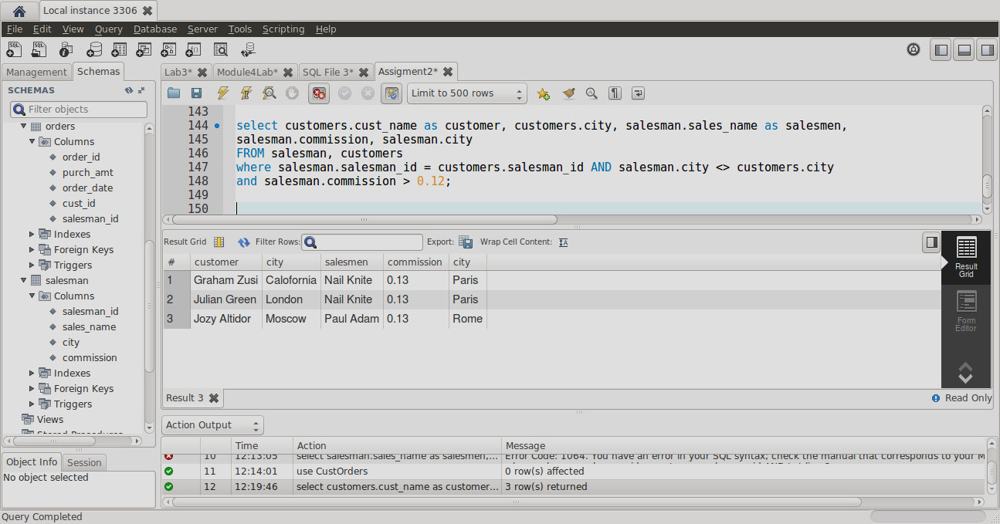 Local instance 3306
File Edit View Query Database Server Tools Scripting Help
Management Schemas
Lab3* Module4Lab* SQL File 3* Assigment2*
SCHEMAS
Filter objects
orders
Columns
order_id
purch_amt
order_date
cust_id
salesman_id
Indexes
Foreign Keys
Triggers
salesman
Columns
salesman_id
sales_name
city
commission
Indexes
Foreign Keys
Triggers
Views
Stored Procedures
Object Info Session
No object selected
Limit to 500 rows
143
144 select customers.cust_name as customer, customers.city, salesman.sales_name as salesmen,
145 salesman.commission, salesman.city
146 FROM salesman, customers
147 where salesman.salesman_id = customers.salesman_id AND salesman.city <> customers.city
148 and salesman.commission > 0.12;
149
150
Result Grid Filter Rows: Export: Wrap Cell Content:
# customer city salesmen commission city
1 Graham Zusi Calofornia Nail Knite 0.13 Paris
2 Julian Green London Nail Knite 0.13 Paris
3 Jozy Altidor Moscow Paul Adam 0.13 Rome
Result
Grid
Form
Editor
Result 3 Read Only
Action Output
Time Action Message
10 12:13:05 select salesman.sales_name as salesmen,... Error Code: 1064. You have an error in your SQL syntax; check the manual that corresponds to your M
11 12:14:01 use CustOrders 0 row(s) affected
12 12:19:46 select customers.cust_name as customer... 3 row(s) returned
Query Completed